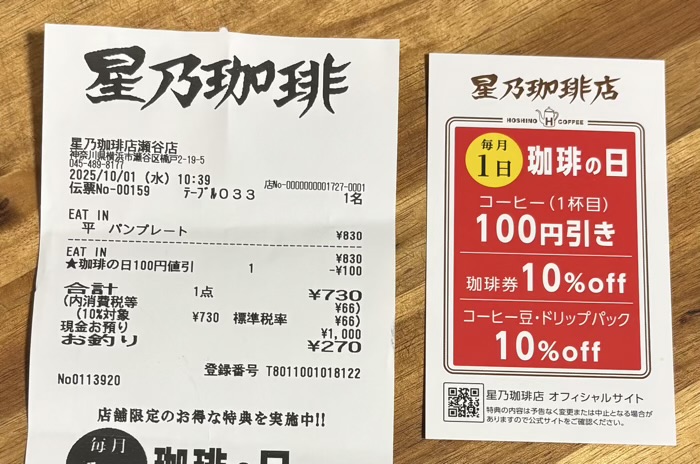 星乃珈琲
星乃珈琲店瀬谷店
神奈川県横浜市瀬谷区橋戸2-19-5
045-489-8177
2025/10/01 (水) 10:39
店No-0000000001727-0001
伝票No-00159 ﾃｰﾌﾞﾙ033 1名
EAT IN
平 パンプレート ¥830
EAT IN ¥830
★珈琲の日100円値引 1 -¥100
合計 1点 ¥730
(内消費税等 ¥66)
(10%対象 ¥730 標準税率 ¥66)
現金お預り ¥1,000
お釣り ¥270
登録番号 T8011001018122
No0113920
店舗限定のお得な特典を実施中!!
毎月
珈琲の日
星乃珈琲店
HOSHINO H COFFEE
毎月
1日 珈琲の日
コーヒー(1杯目)
100円引き
珈琲券 10%off
コーヒー豆・ドリップパック
10%off
星乃珈琲店 オフィシャルサイト
特典の内容は予告なく変更または中止となる場合が
ありますので公式サイトをご確認ください。